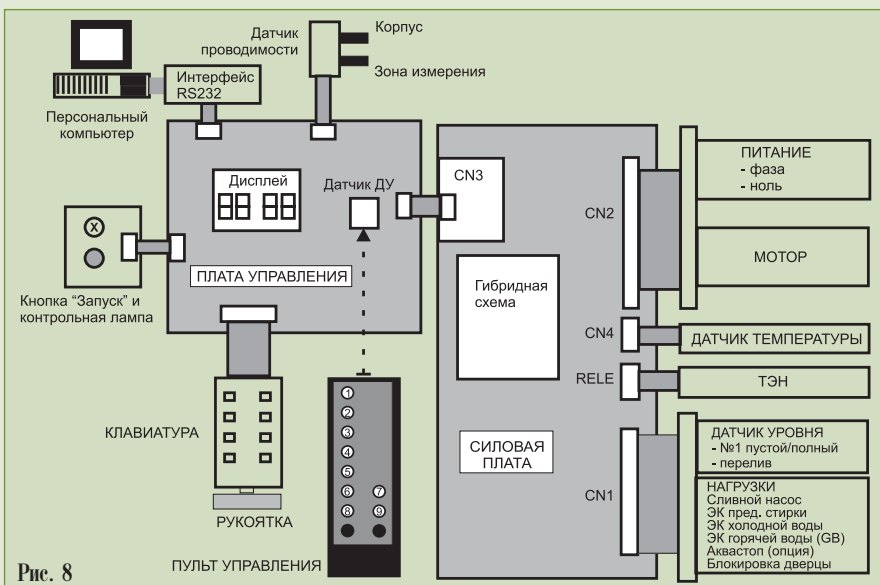 Датчик
проводимости
Корпус
Зона измерения
Интерфейс
RS232
Персональный
компьютер
Дисплей
Датчик ДУ
CN3
ПИТАНИЕ
- фаза
- ноль
CN2
МОТОР
X
ПЛАТА УПРАВЛЕНИЯ
Кнопка “Запуск” и
контрольная лампа
Гибридная
схема
CN4
ДАТЧИК ТЕМПЕРАТУРЫ
RELE
ТЭН
КЛАВИАТУРА
1
2
3
4
5
6 7
8 9
РУКОЯТКА
ПУЛЬТ УПРАВЛЕНИЯ
СИЛОВАЯ
ПЛАТА
CN1
ДАТЧИК УРОВНЯ
- №1 пустой/полный
- перелив
НАГРУЗКИ
Сливной насос
ЭК пред. стирки
ЭК холодной воды
ЭК горячей воды (GB)
Аквастоп (опция)
Блокировка дверцы
Рис. 8